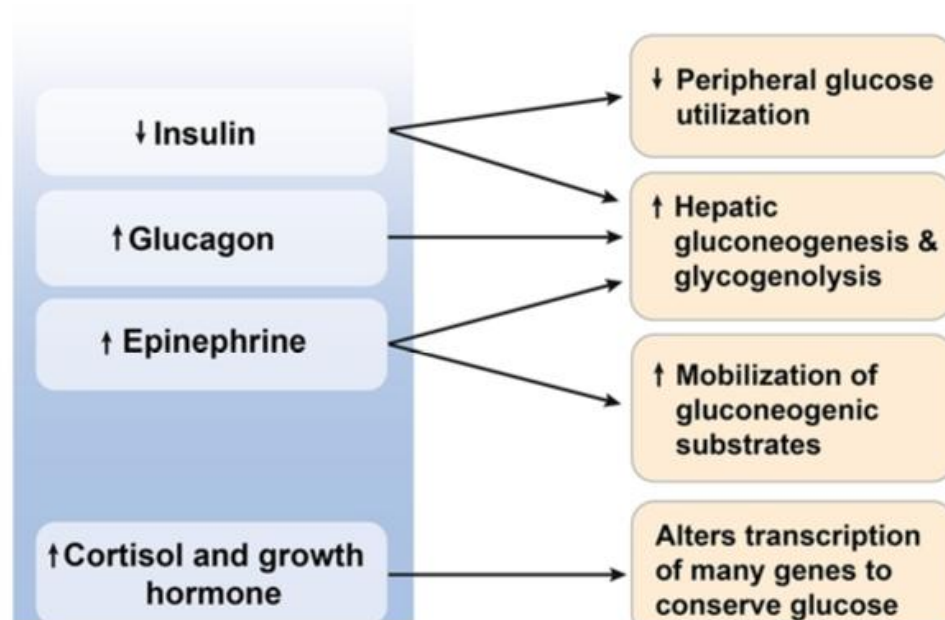 ↓ Insulin
↑ Glucagon
↑ Epinephrine
↑ Cortisol and growth
hormone
↓ Peripheral glucose
utilization
↑ Hepatic
gluconeogenesis &
glycogenolysis
↑ Mobilization of
gluconeogenic
substrates
Alters transcription
of many genes to
conserve glucose